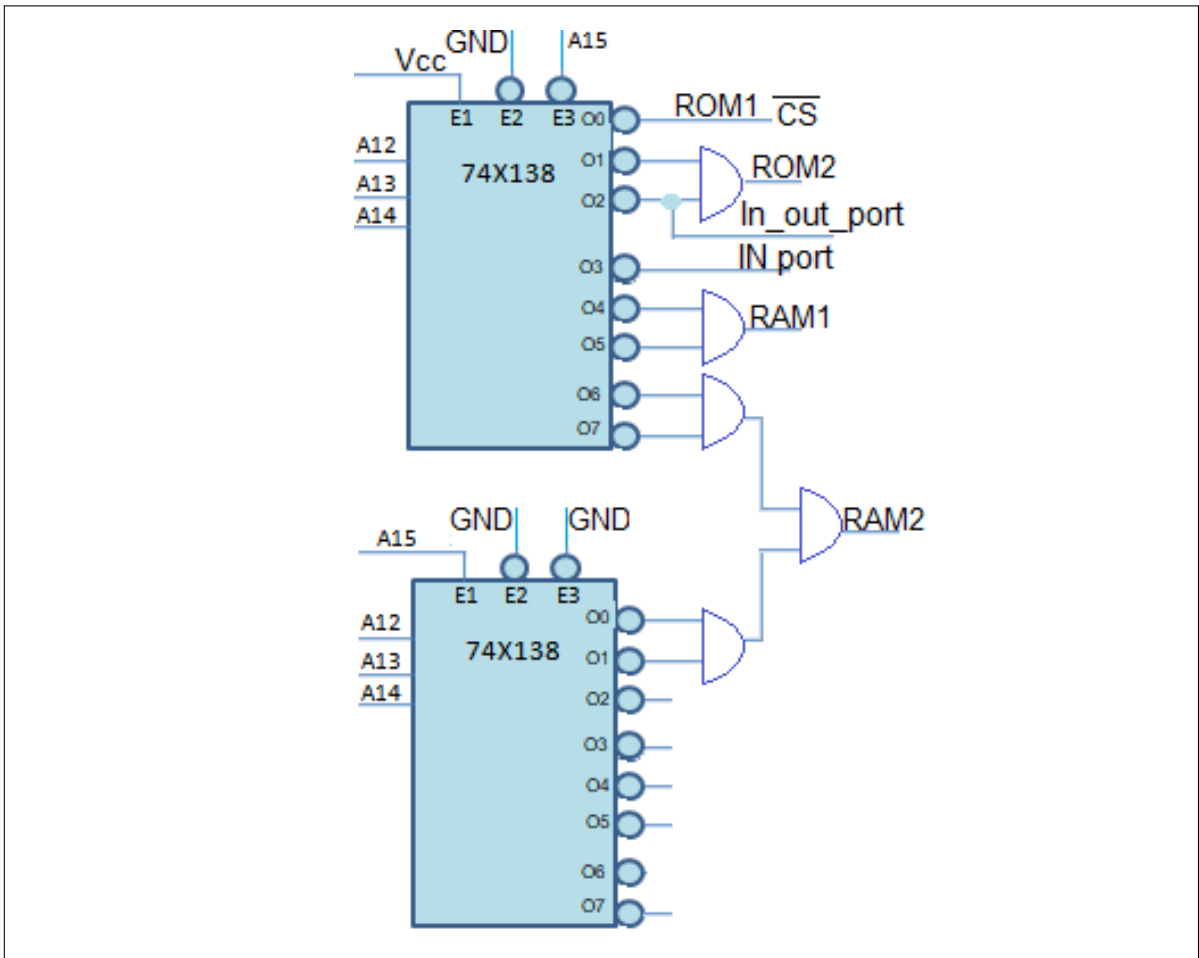 GND
A15
Vcc
E1 E2 E3 O0
ROM1 CS
A12
74X138
O1
ROM2
A13
O2
A14
In_out_port
IN port
O3
O4
RAM1
O5
O6
O7
GND
GND
RAM2
A15
E1 E2 E3
O0
A12
74X138
O1
A13
A14
O2
O3
O4
O5
O6
O7